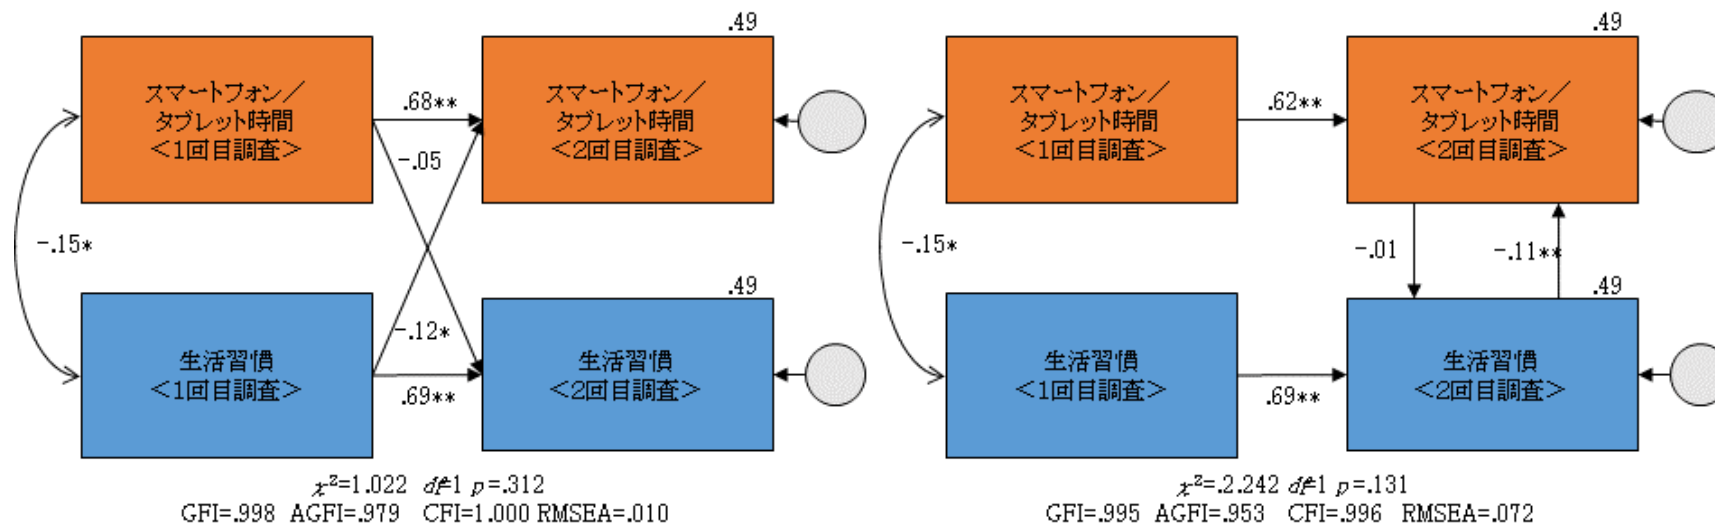 .49
スマートフォン／
タブレット時間
＜1回目調査＞
.68**
スマートフォン／
タブレット時間
＜2回目調査＞
-.05
-.15*
.49
-.12*
生活習慣
＜1回目調査＞
.69**
生活習慣
＜2回目調査＞
χ²=1.022 df=1 p=.312
GFI=.998 AGFI=.979 CFI=1.000 RMSEA=.010
.49
スマートフォン／
タブレット時間
＜1回目調査＞
.62**
スマートフォン／
タブレット時間
＜2回目調査＞
-.15*
-.01
-.11**
.49
生活習慣
＜1回目調査＞
.69**
生活習慣
＜2回目調査＞
χ²=.2.242 df=1 p=.131
GFI=.995 AGFI=.953 CFI=.996 RMSEA=.072